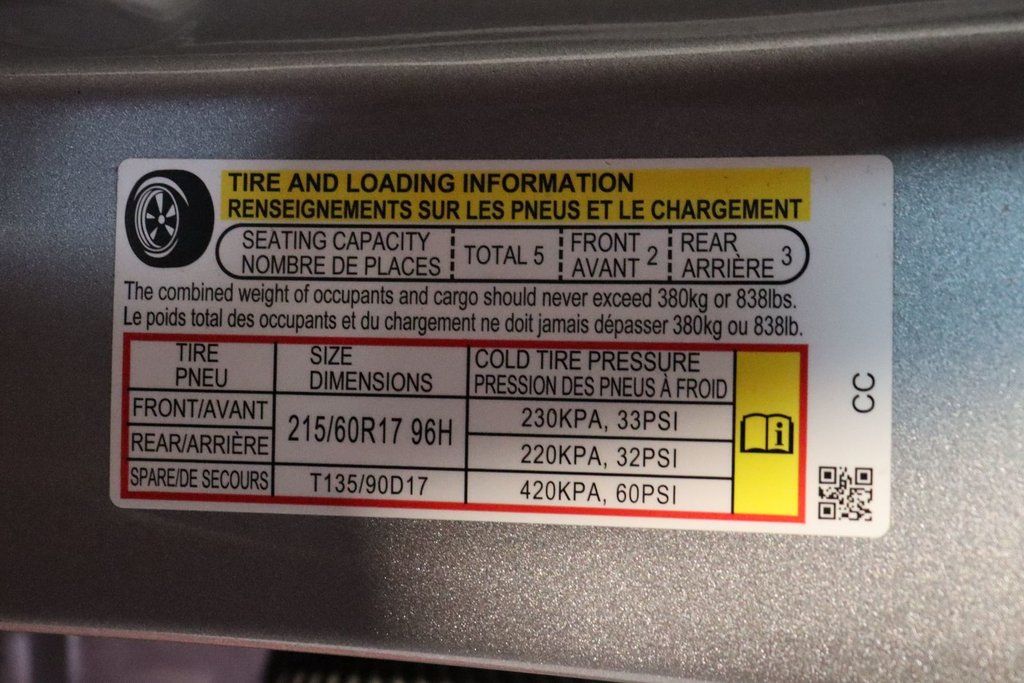 TIRE AND LOADING INFORMATION
RENSEIGNEMENTS SUR LES PNEUS ET LE CHARGEMENT
SEATING CAPACITY
NOMBRE DE PLACES
TOTAL 5
FRONT
AVANT 2
REAR
ARRIÈRE 3
The combined weight of occupants and cargo should never exceed 380kg or 838lbs.
Le poids total des occupants et du chargement ne doit jamais dépasser 380kg ou 838lb.
TIRE
PNEU
SIZE
DIMENSIONS
COLD TIRE PRESSURE
PRESSION DES PNEUS À FROID
FRONT/AVANT
215/60R17 96H
230KPA, 33PSI
REAR/ARRIÈRE
220KPA, 32PSI
SPARE/DE SECOURS
T135/90D17
420KPA, 60PSI
CC